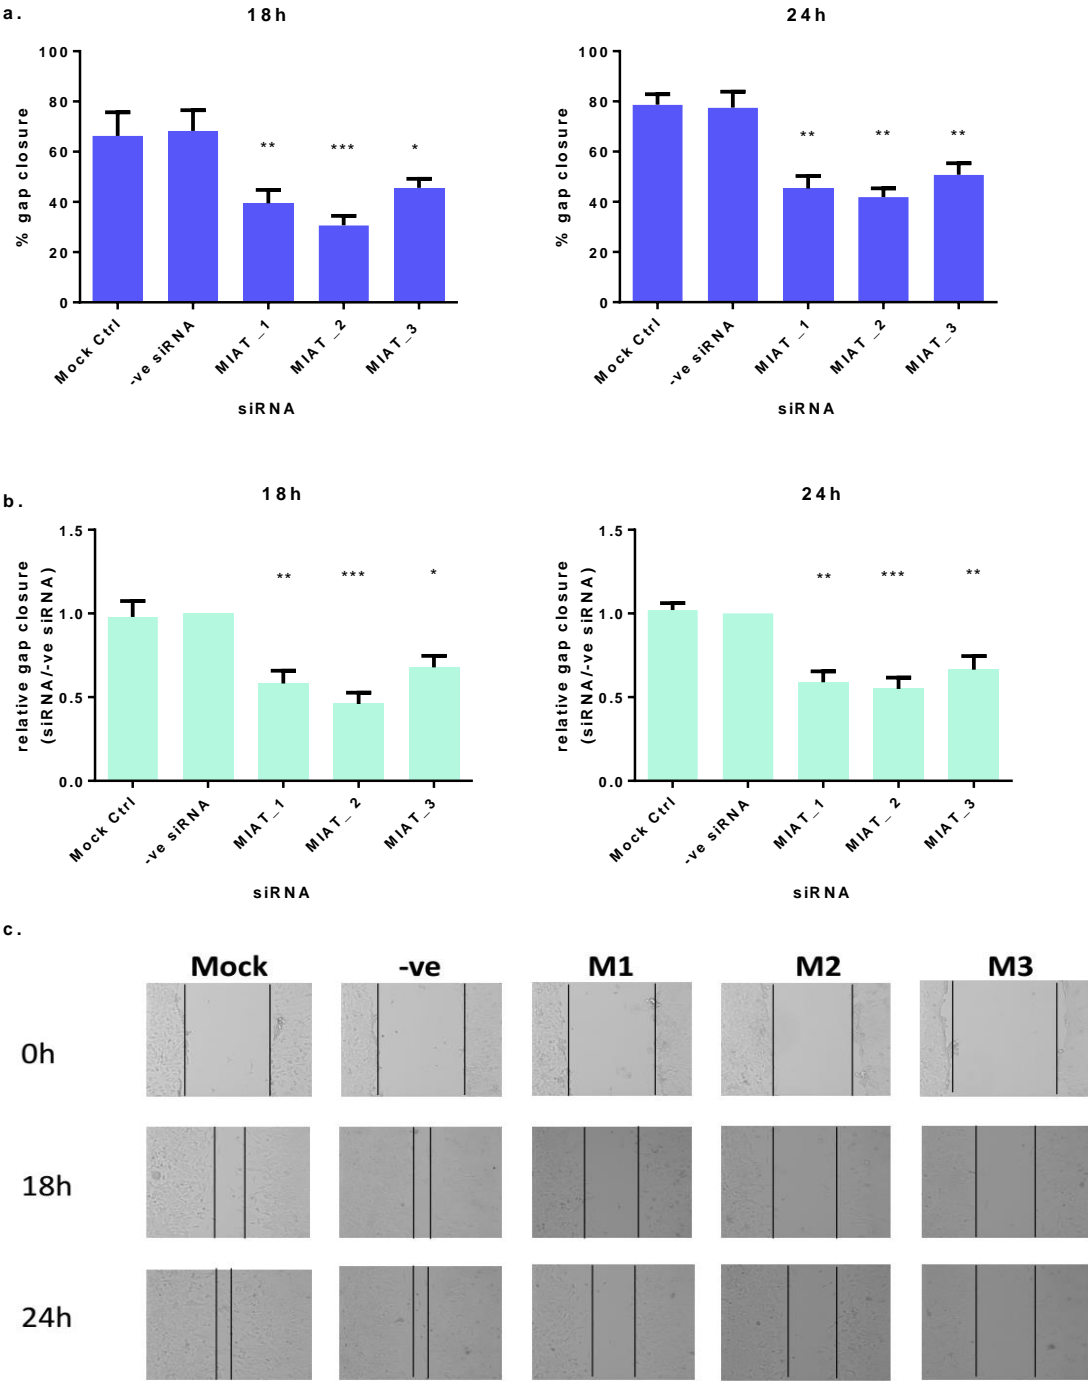 a.
18h
24h
100
80
60
40
20
0
% gap closure
**
***
*
Mock Ctrl
-ve siRNA
MIAT_1
MIAT_2
MIAT_3
siRNA
100
80
60
40
20
0
% gap closure
**
**
**
Mock Ctrl
-ve siRNA
MIAT_1
MIAT_2
MIAT_3
siRNA
b.
18h
24h
1.5
1.0
0.5
0.0
relative gap closure
(siRNA/-ve siRNA)
**
***
*
Mock Ctrl
-ve siRNA
MIAT_1
MIAT_2
MIAT_3
siRNA
1.5
1.0
0.5
0.0
relative gap closure
(siRNA/-ve siRNA)
**
***
**
Mock Ctrl
-ve siRNA
MIAT_1
MIAT_2
MIAT_3
siRNA
c.
Mock -ve M1 M2 M3
0h
18h
24h